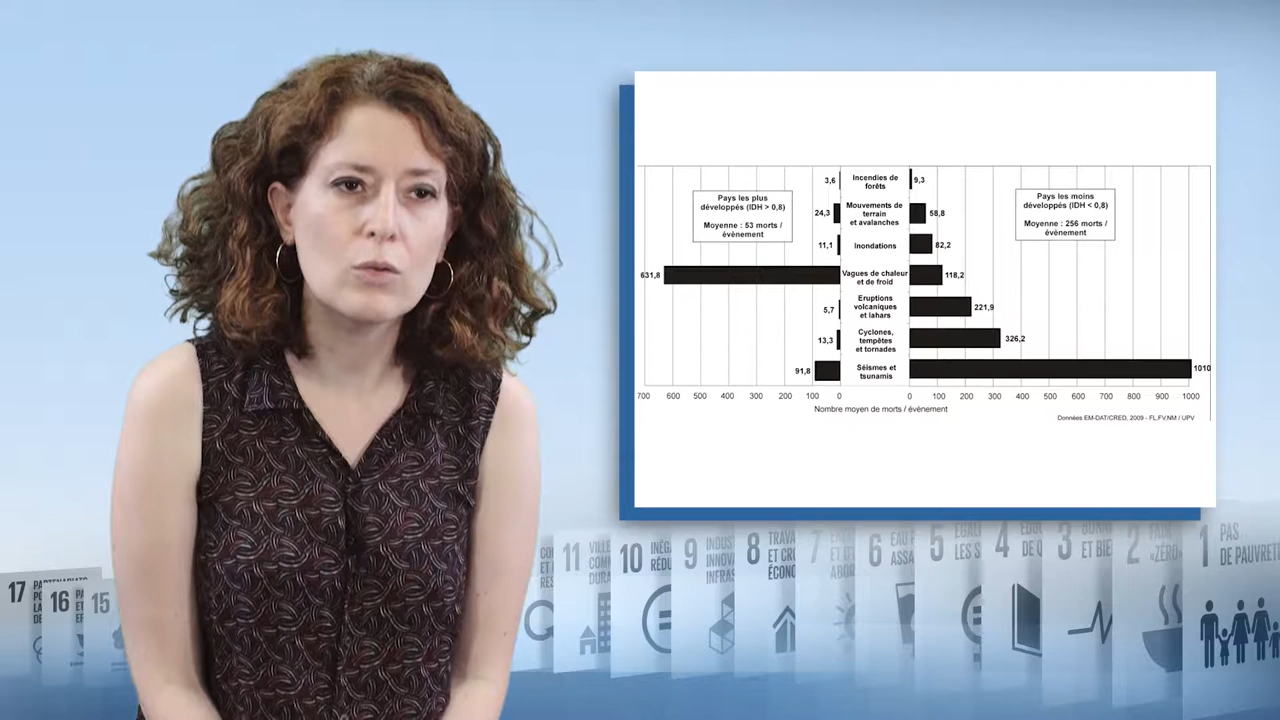 3,6
Incendies de
forêts
9,3
Pays les plus
développés (IDH > 0,8)
Moyenne : 53 morts /
évènement
Pays les moins
développés (IDH < 0,8)
Moyenne : 256 morts /
évènement
24,3
Mouvements de
terrain
et avalanches
58,8
11,1
Inondations
82,2
631,8
Vagues de chaleur
et de froid
118,2
5,7
Eruptions
volcaniques
et lahars
221,9
13,3
Cyclones,
tempêtes
et tornades
326,2
91,8
Séismes et
tsunamis
1010
700 600 500 400 300 200 100 0 0 100 200 300 400 500 600 700 800 900 1000
Nombre moyen de morts / évènement
Données EM-DAT/CRED, 2009 - FL,FV,NM / UPV
17
16
15
11
10
9
8
7
6
5
4
3
2
1 PAS
DE PAUVRET